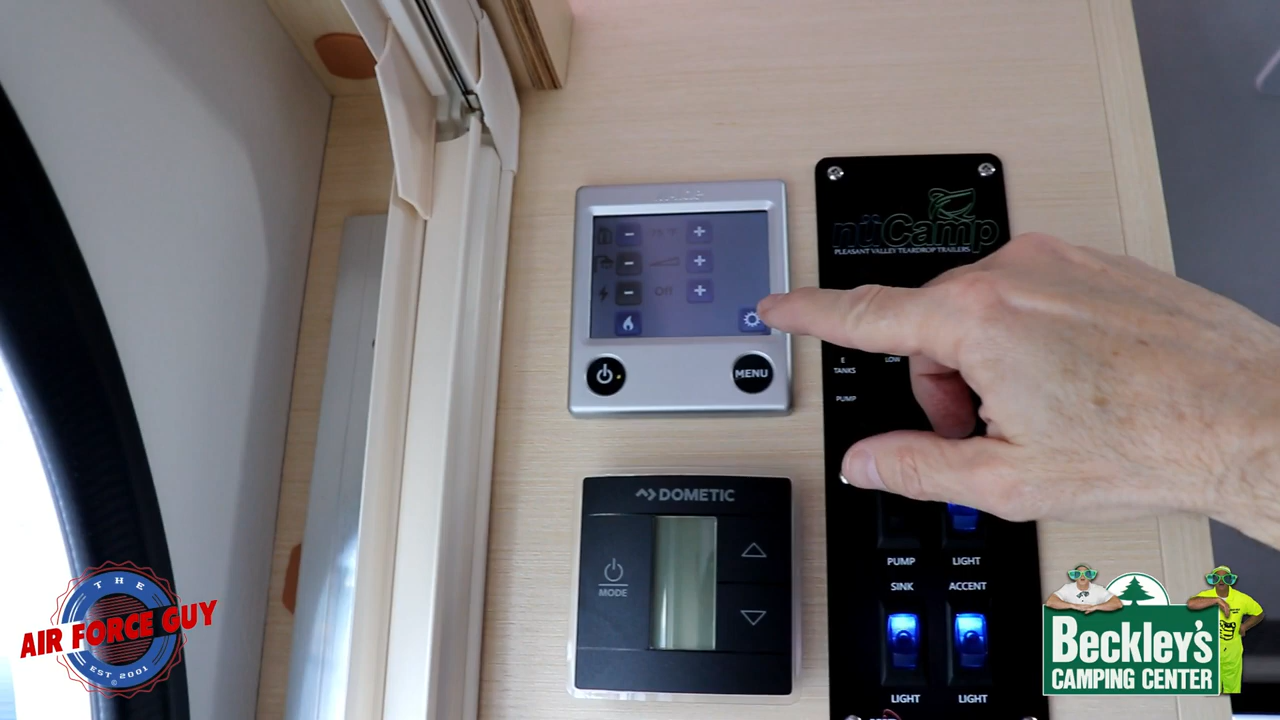 nüCamp
PLEASANT VALLEY TEARDROP TRAILERS
Off
MENU
E
TANKS
LOW
PUMP
DOMETIC
MODE
PUMP
LIGHT
SINK
ACCENT
LIGHT
LIGHT
THE
AIR FORCE GUY
EST 2001
Beckley's
CAMPING CENTER